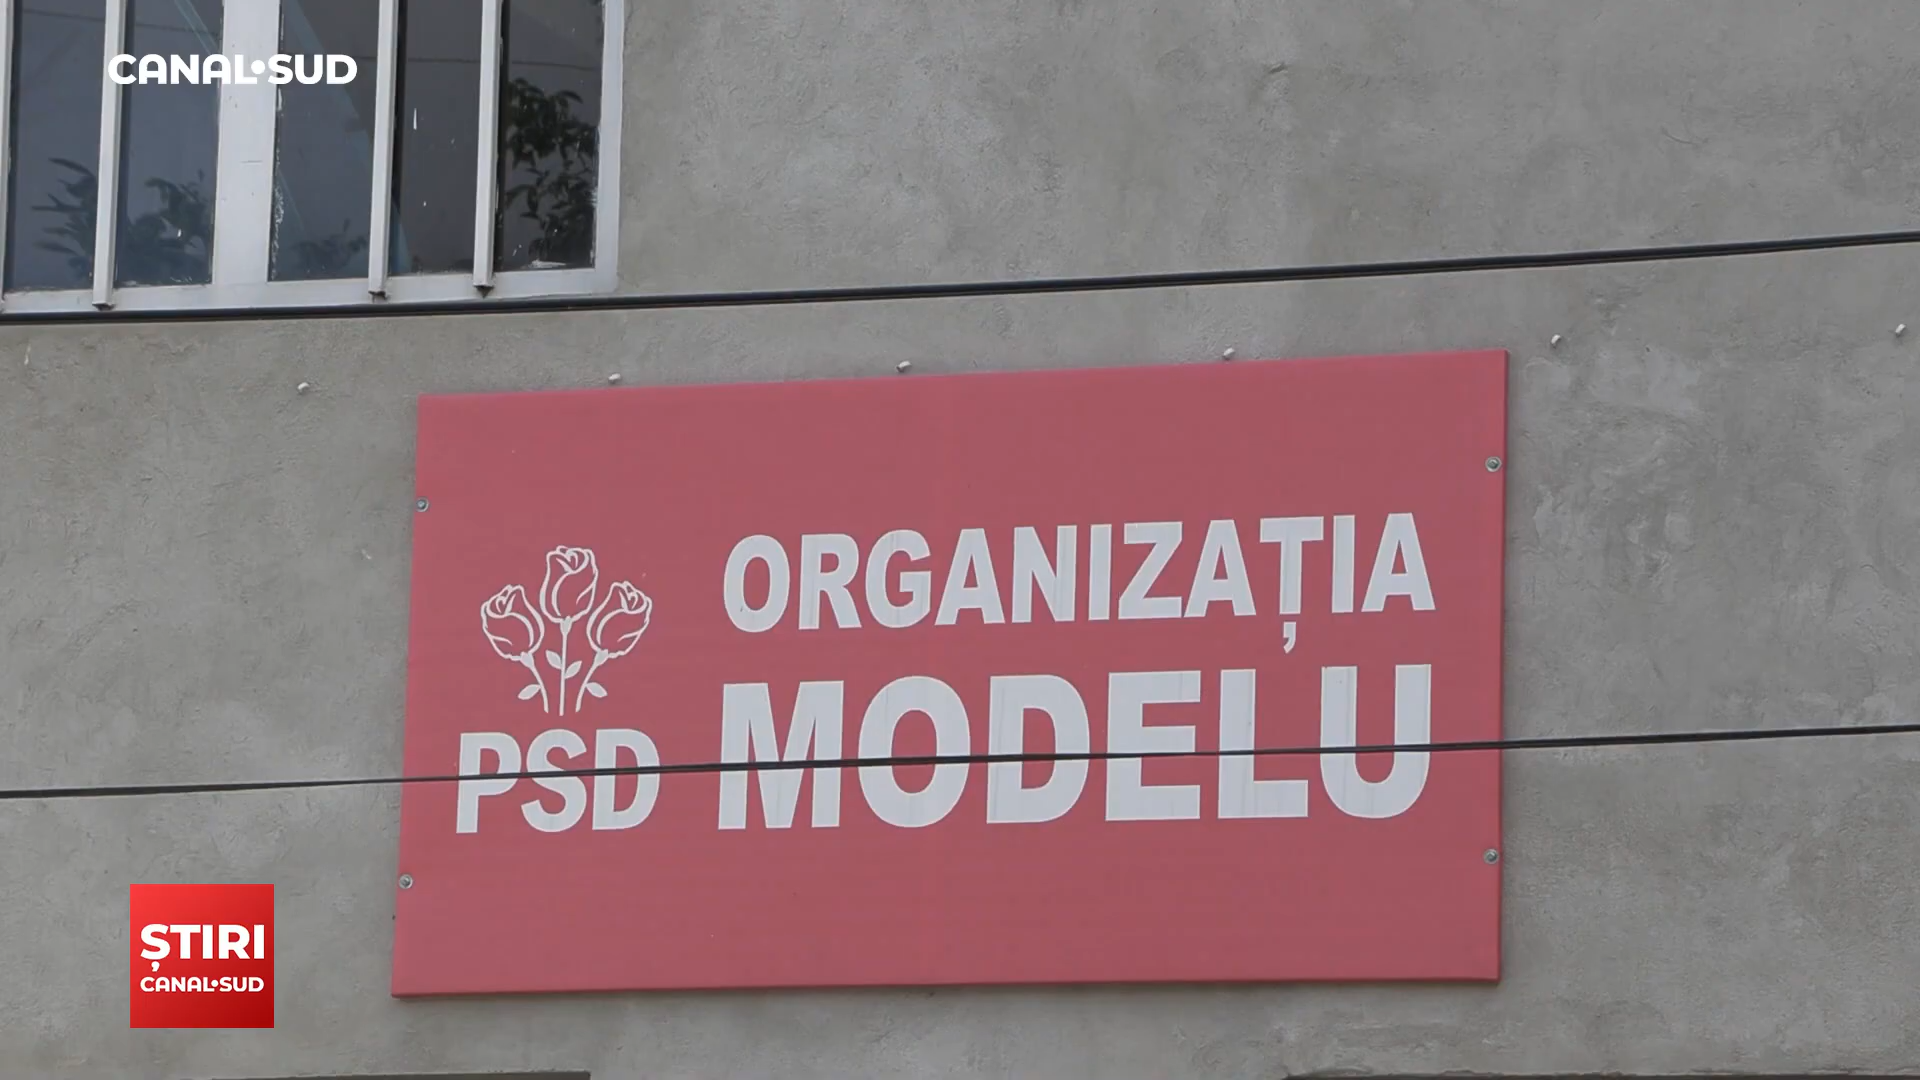 CANAL•SUD
ORGANIZAȚIA
PSD MODELU
ȘTIRI
CANAL•SUD